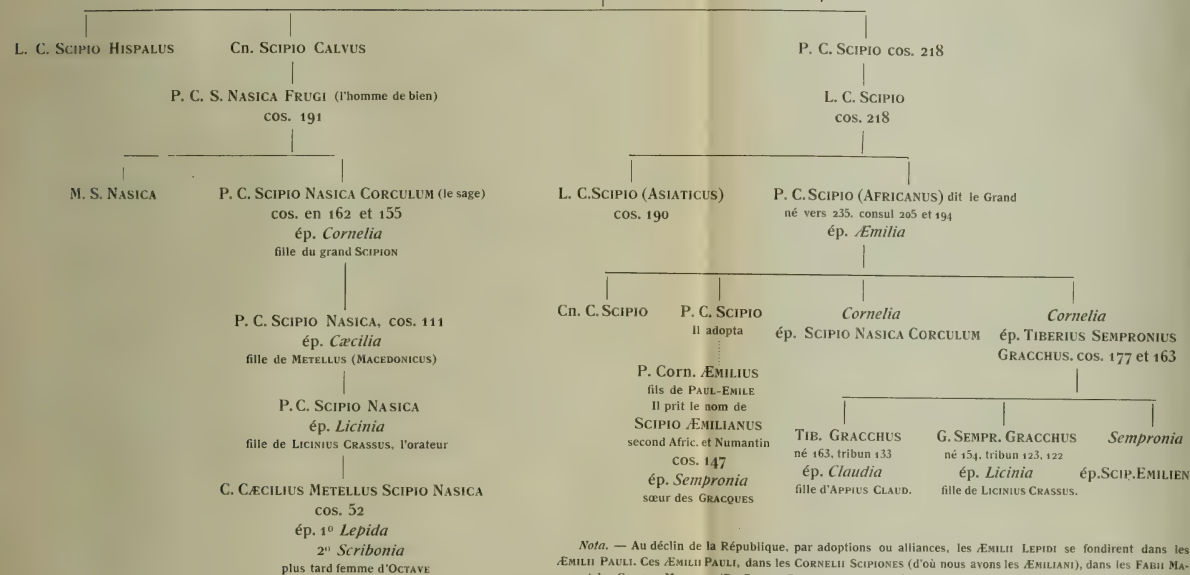 L. C. SCIPIO HISPALUS
Cn. SCIPIO CALVUS
P. C. SCIPIO cos. 218
P. C. S. NASICA FRUGI (l'homme de bien)
cos. 191
L. C. SCIPIO
cos. 218
M. S. NASICA
P. C. SCIPIO NASICA CORCULUM (le sage)
cos. en 162 et 155
ép. Cornelia
fille du grand SCIPION
L. C.SCIPIO (ASIATICUS)
cos. 190
P. C.SCIPIO (AFRICANUS) dit le Grand
né vers 235. consul 205 et 194
ép. Æmilia
Cn. C. SCIPIO
P. C. SCIPIO
Il adopta
Cornelia
ép. SCIPIO NASICA CORCULUM
Cornelia
ép. TIBERIUS SEMPRONIUS
GRACCHUS. cos. 177 et 163
P. C. SCIPIO NASICA, cos. 111
ép. Cæcilia
fille de METELLUS (MACEDONICUS)
P. Corn. ÆMILIUS
fils de PAUL-EMILE
Il prit le nom de
SCIPIO ÆMILIANUS
second Afric. et Numantin
cos. 147
ép. Sempronia
sœur des GRACQUES
P. C. SCIPIO NASICA
ép. Licinia
fille de LICINIUS CRASSUS, l'orateur
TIB. GRACCHUS
né 163, tribun 133
ép. Claudia
fille d'APPIUS CLAUD.
G. SEMPR. GRACCHUS
né 154, tribun 123, 122
ép. Licinia
fille de LICINIUS CRASSUS.
Sempronia
ép.SCIP.EMILIEN
C. CÆCILIUS METELLUS SCIPIO NASICA
cos. 52
ép. 1º Lepida
2º Scribonia
plus tard femme d'OCTAVE
Nota. — Au déclin de la République, par adoptions ou alliances, les ÆMILII LEPIDI se fondirent dans les
ÆMILII PAULI. Ces ÆMILII PAULI, dans les CORNELII SCIPIONES (d'où nous avons les ÆMILIANI), dans les FABII MA-